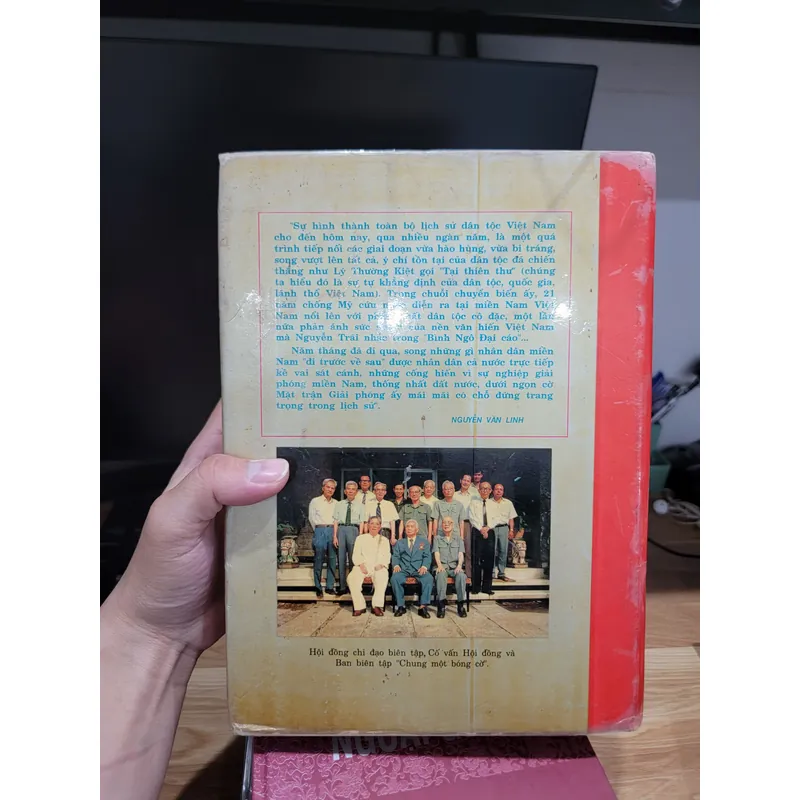 "Sự hình thành toàn bộ lịch sử dân tộc Việt Nam
cho đến hôm nay, qua nhiều ngàn năm, là một quá
trình tiếp nối các giai đoạn vừa hào hùng, vừa bi tráng,
song vượt lên tất cả, ý chí tồn tại của dân tộc đã chiến
thắng như Lý Thường Kiệt gọi "Tại thiên thư" (chúng
ta hiểu đó là sự tự khẳng định của dân tộc, quốc gia,
lãnh thổ Việt Nam). Trong chuỗi chuyển biến ấy, 21
năm chống Mỹ cứu nước diễn ra tại miền Nam Việt
Nam nổi lên với chất dân tộc cô đặc, một lần
nữa phản ánh sức của nền văn hiến Việt Nam
mà Nguyễn Trãi nhắc trong "Bình Ngô Đại cáo"...
Năm tháng đã đi qua, song những gì nhân dân miền
Nam "đi trước về sau" được nhân dân cả nước trực tiếp
kề vai sát cánh, những cống hiến vì sự nghiệp giải
phóng miền Nam, thống nhất đất nước, dưới ngọn cờ
Mặt trận Giải phóng ấy mãi mãi có chỗ đứng trang
trọng trong lịch sử".
NGUYỄN VĂN LINH
Hội đồng chỉ đạo biên tập, Cố vấn Hội đồng và
Ban biên tập "Chung một bóng cờ".